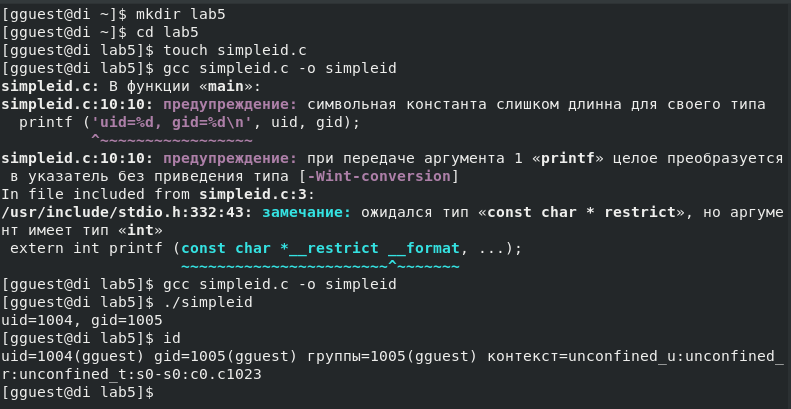 [gguest@di ~]$ mkdir lab5
[gguest@di ~]$ cd lab5
[gguest@di lab5]$ touch simpleid.c
[gguest@di lab5]$ gcc simpleid.c -o simpleid
simpleid.c: В функции «main»:
simpleid.c:10:10: предупреждение: символьная константа слишком длинна для своего типа
  printf ('uid=%d, gid=%d\n', uid, gid);
          ^~~~~~~~~~~~~~~~~~
simpleid.c:10:10: предупреждение: при передаче аргумента 1 «printf» целое преобразуется
 в указатель без приведения типа [-Wint-conversion]
In file included from simpleid.c:3:
/usr/include/stdio.h:332:43: замечание: ожидался тип «const char * restrict», но аргуме
нт имеет тип «int»
 extern int printf (const char *__restrict __format, ...);
                    ~~~~~~~~~~~~~~~~~~~~~~~^~~~~~~~
[gguest@di lab5]$ gcc simpleid.c -o simpleid
[gguest@di lab5]$ ./simpleid
uid=1004, gid=1005
[gguest@di lab5]$ id
uid=1004(gguest) gid=1005(gguest) группы=1005(gguest) контекст=unconfined_u:unconfined_
r:unconfined_t:s0-s0:c0.c1023
[gguest@di lab5]$